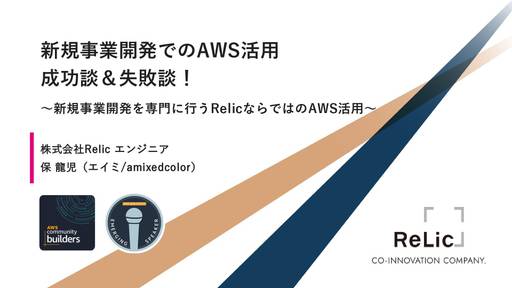 新規事業開発でのAWS活用
成功談＆失敗談！
～新規事業開発を専門に行うRelicならではのAWS活用～
株式会社Relic エンジニア
保 龍児（エイミ/amixedcolor）
AWS
community
builders
EMERGING
SPEAKER
ReLic
CO-INNOVATION COMPANY.